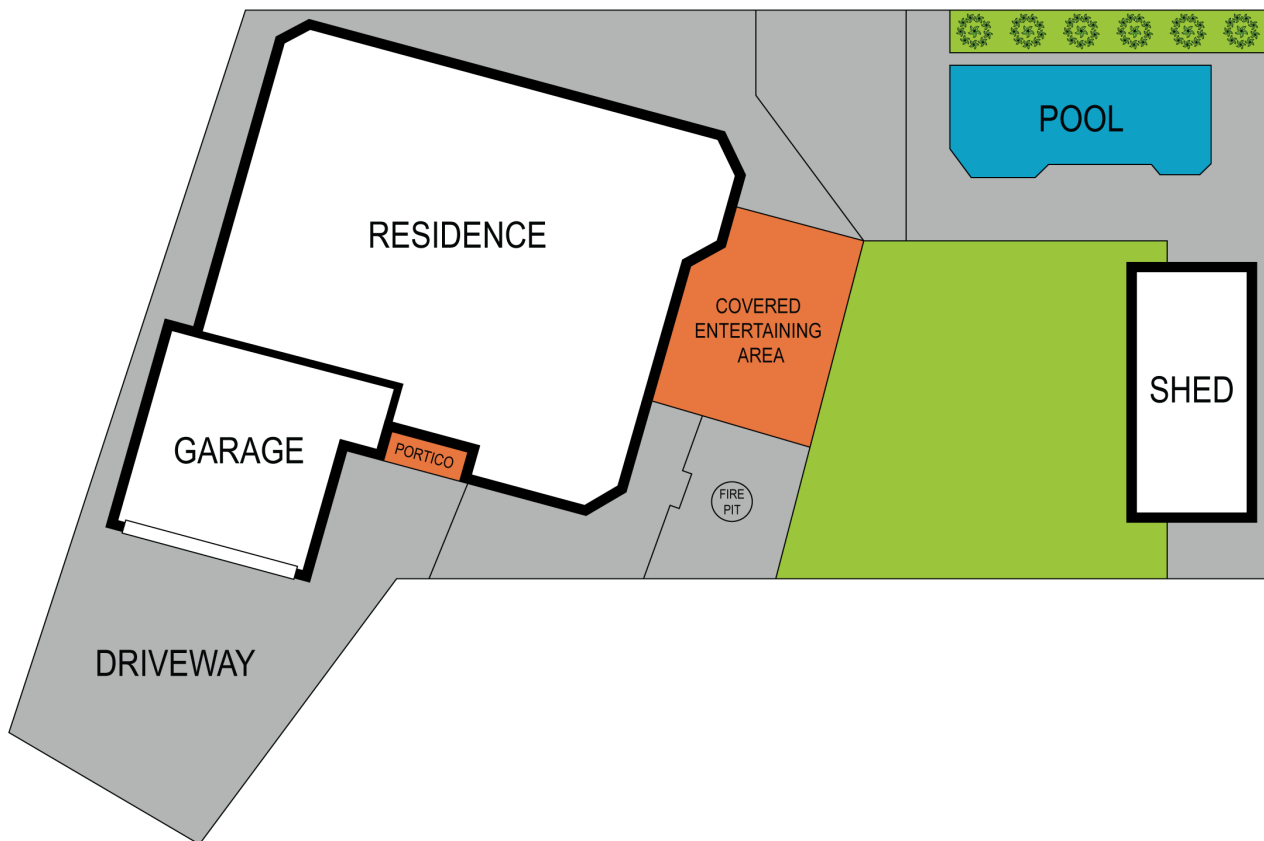 POOL
RESIDENCE
COVERED
ENTERTAINING
AREA
SHED
GARAGE
PORTICO
FIRE
PIT
DRIVEWAY